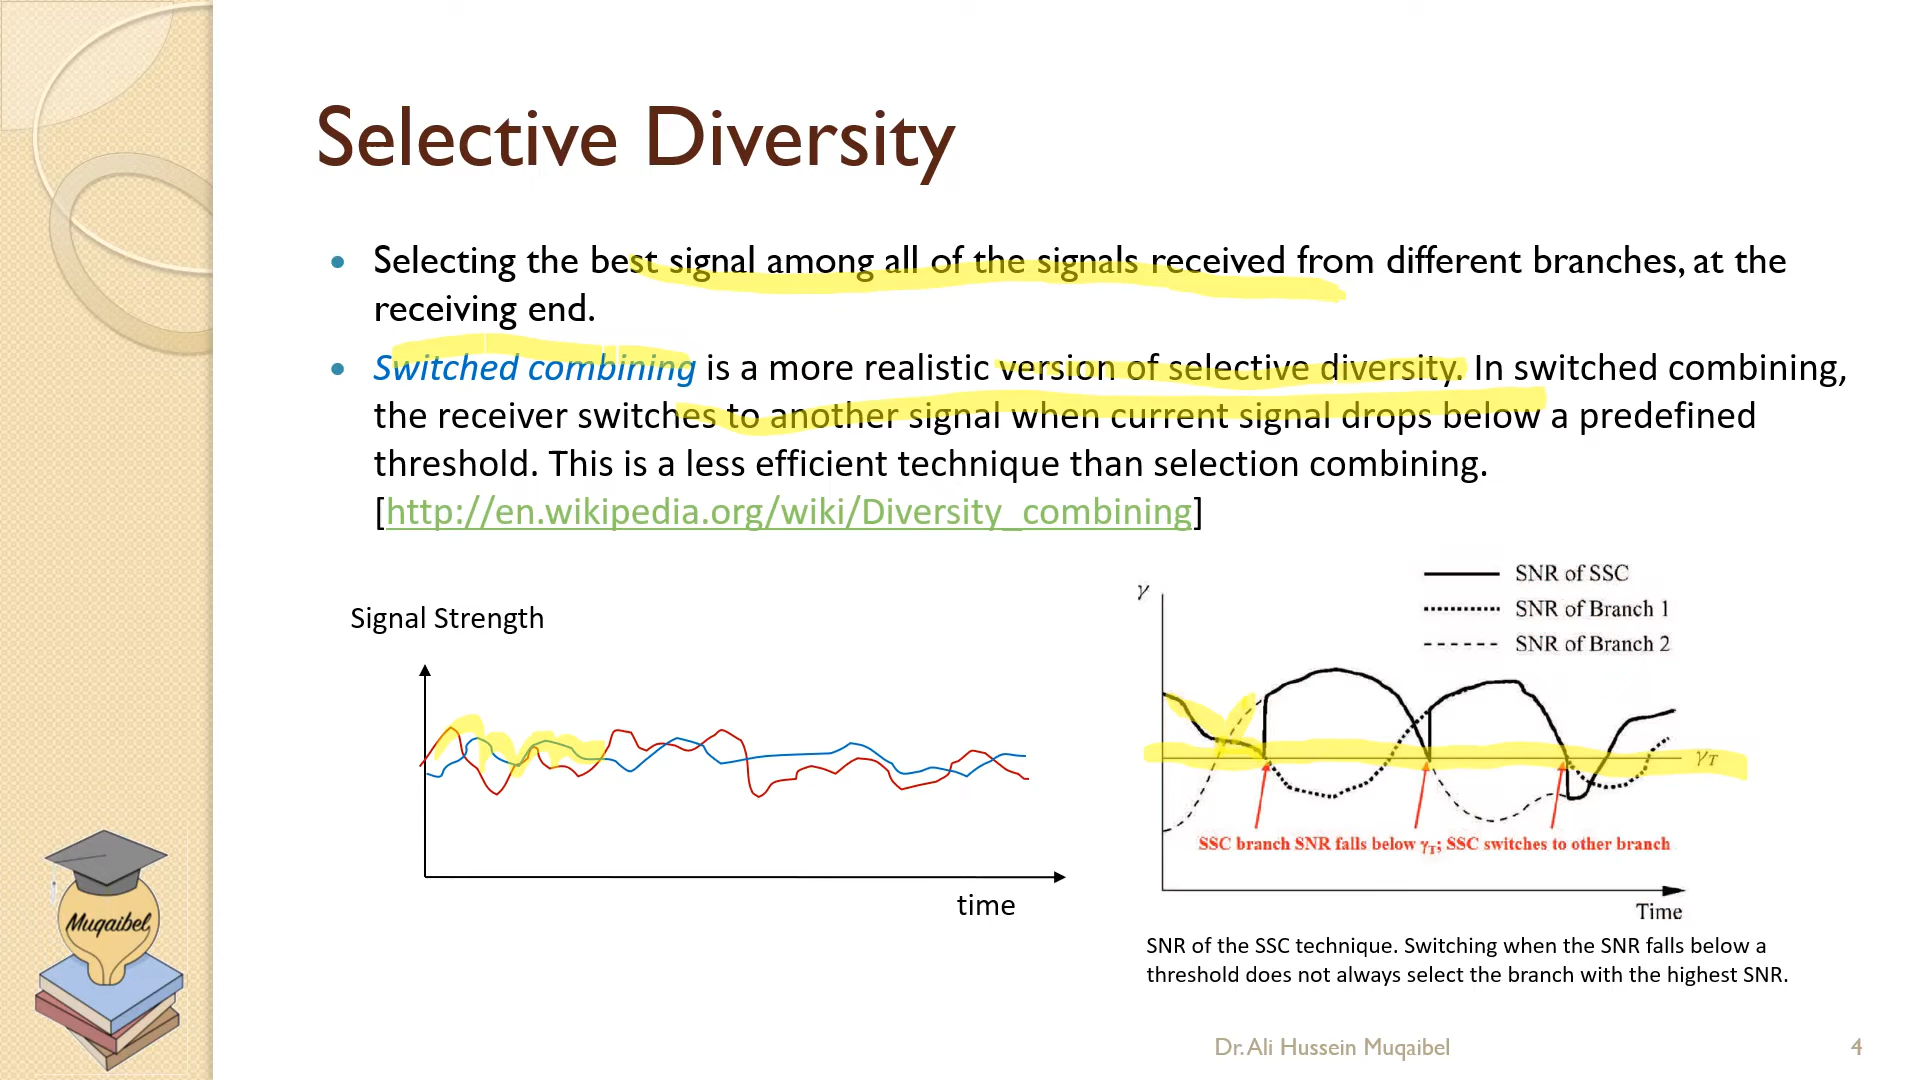 Selective Diversity
• Selecting the best signal among all of the signals received from different branches, at the
receiving end.
• Switched combining is a more realistic version of selective diversity. In switched combining,
the receiver switches to another signal when current signal drops below a predefined
threshold. This is a less efficient technique than selection combining.
[http://en.wikipedia.org/wiki/Diversity_combining]
Signal Strength
time
γ
SNR of SSC
SNR of Branch 1
SNR of Branch 2
γT
SSC branch SNR falls below γT; SSC switches to other branch
Time
SNR of the SSC technique. Switching when the SNR falls below a
threshold does not always select the branch with the highest SNR.
Muqaibel
Dr. Ali Hussein Muqaibel
4